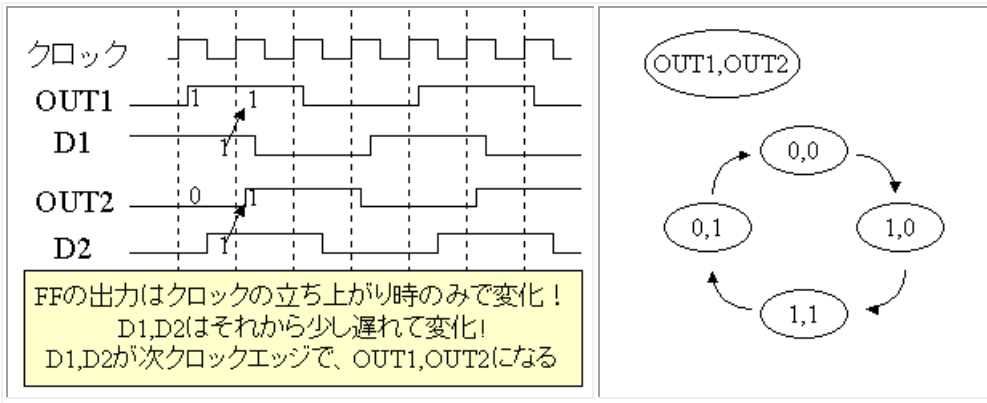 クロック
OUT1
1
1
D1
1
OUT2
0
1
D2
1
FFの出力はクロックの立ち上がり時のみで変化！
D1,D2はそれから少し遅れて変化!
D1,D2が次クロックエッジで、OUT1,OUT2になる
OUT1,OUT2
0,0
0,1
1,0
1,1